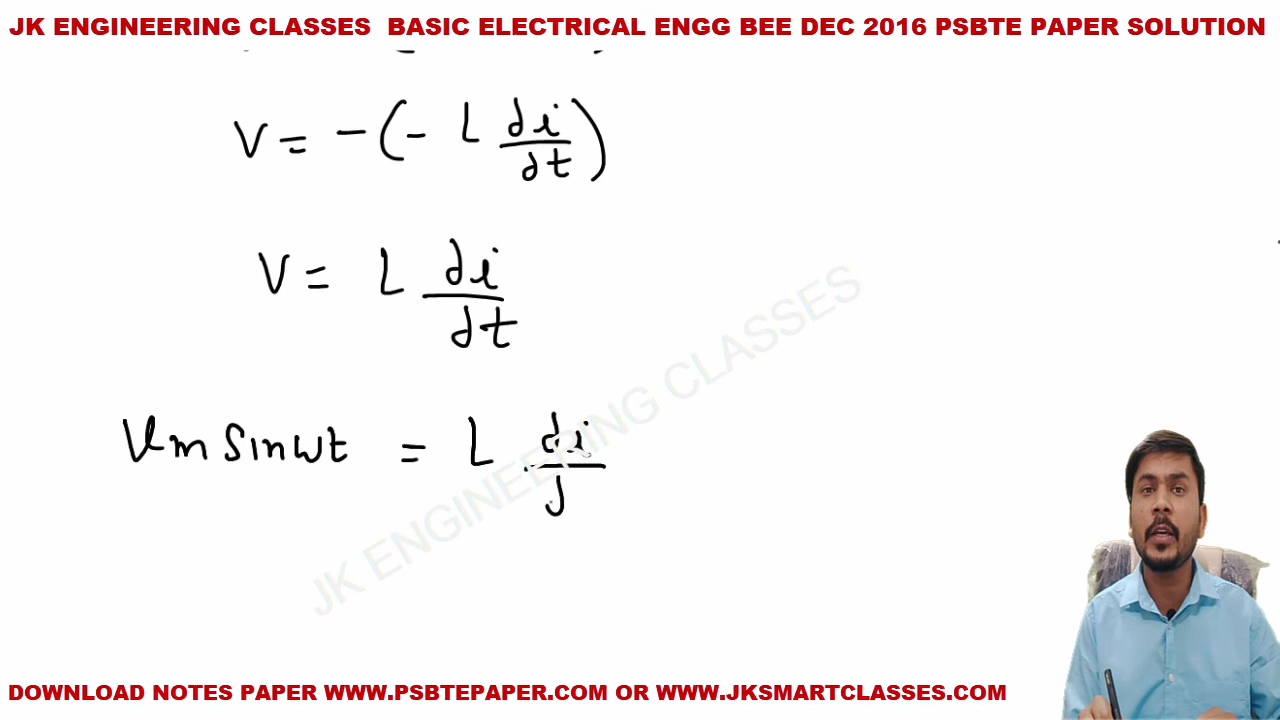 JK ENGINEERING CLASSES BASIC ELECTRICAL ENGG BEE DEC 2016 PSBTE PAPER SOLUTION
V = -(- L di/dt)
V = L di/dt
Vm Sinωt = L di/
JK ENGINEERING CLASSES
DOWNLOAD NOTES PAPER WWW.PSBTEPAPER.COM OR WWW.JKSMARTCLASSES.COM